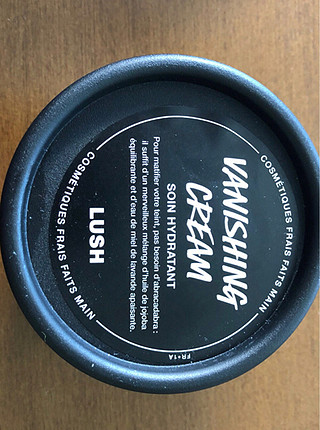 COSMÉTIQUES FRAIS FAITS MAIN
VANISHING
CREAM
SOIN HYDRATANT
Pour matifier votre teint, pas besoin d'abracadabra :
il suffit d'un merveilleux mélange d'huile de jojoba
équilibrante et d'eau de miel de lavande apaisante.
LUSH
COSMÉTIQUES FRAIS FAITS MAIN
FR-1A